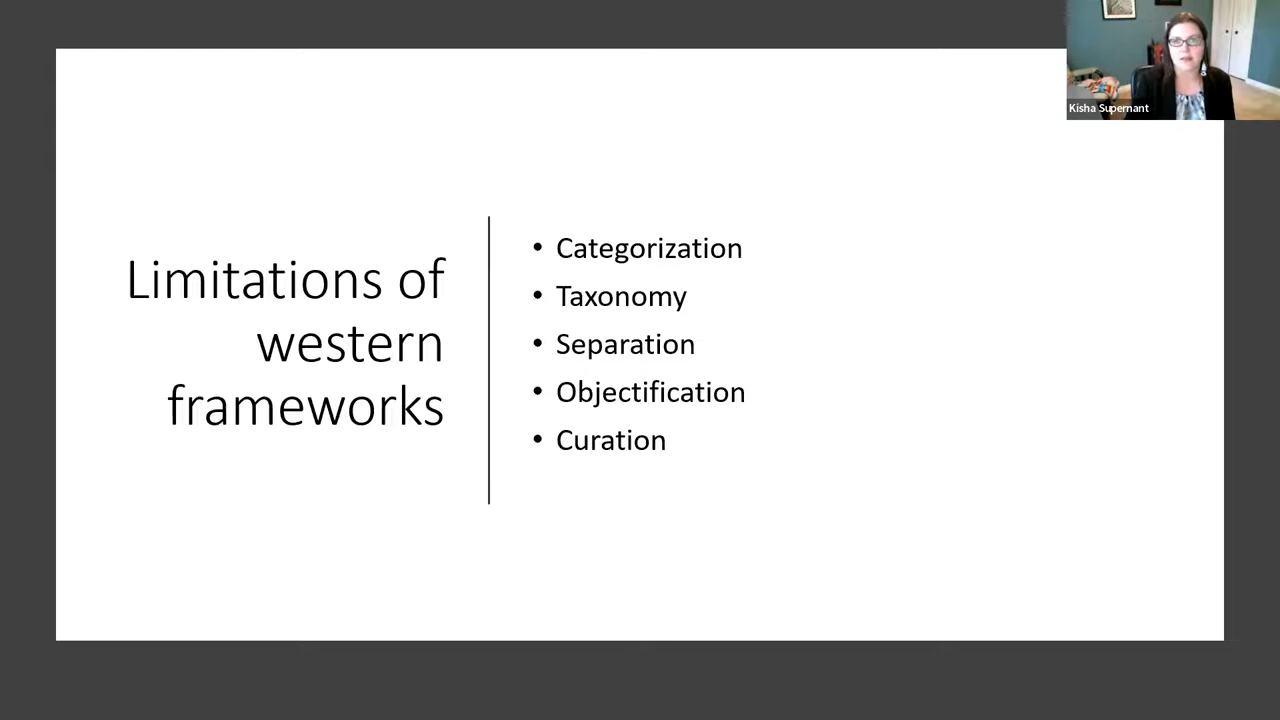 Kisha Supernant
Limitations of
western
frameworks
• Categorization
• Taxonomy
• Separation
• Objectification
• Curation